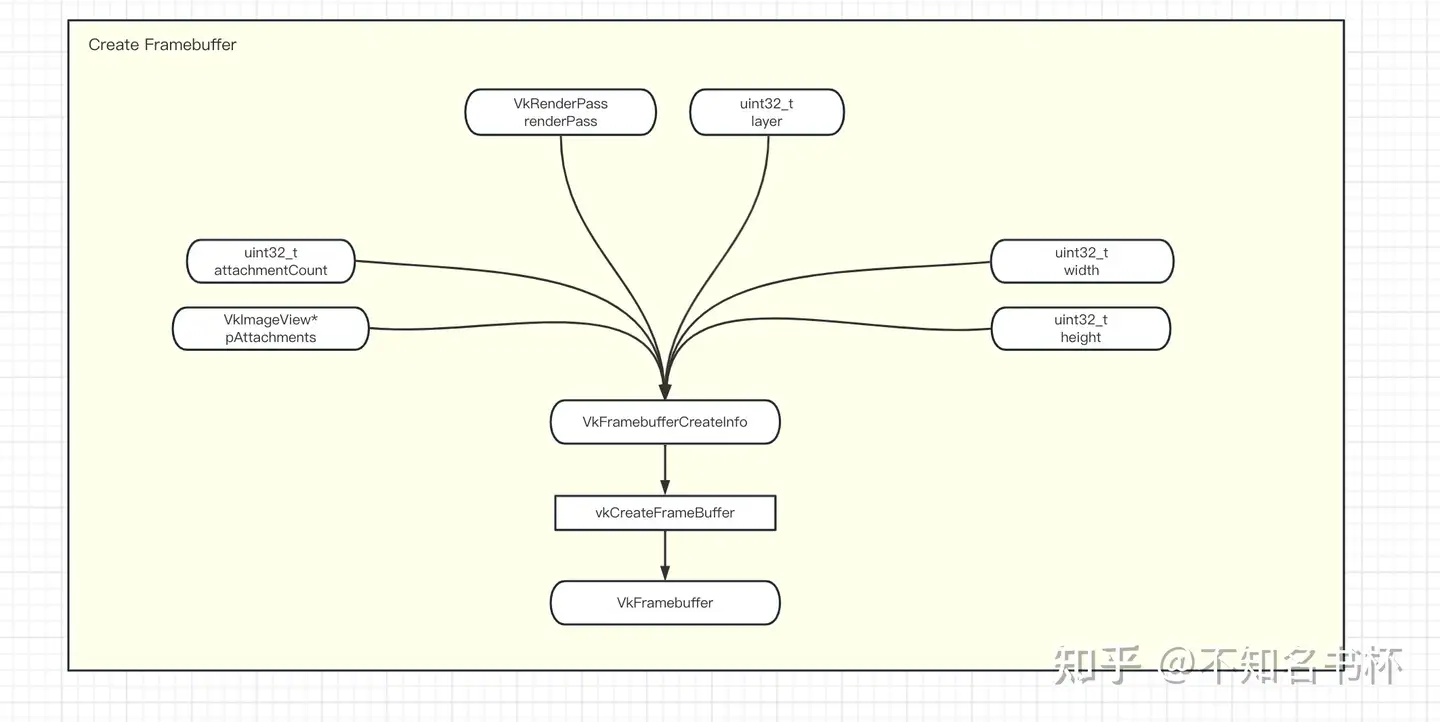 Create Framebuffer
VkRenderPass
renderPass
uint32_t
layer
uint32_t
attachmentCount
uint32_t
width
VkImageView*
pAttachments
uint32_t
height
VkFramebufferCreateInfo
vkCreateFrameBuffer
VkFramebuffer
知乎 @不知名书杯